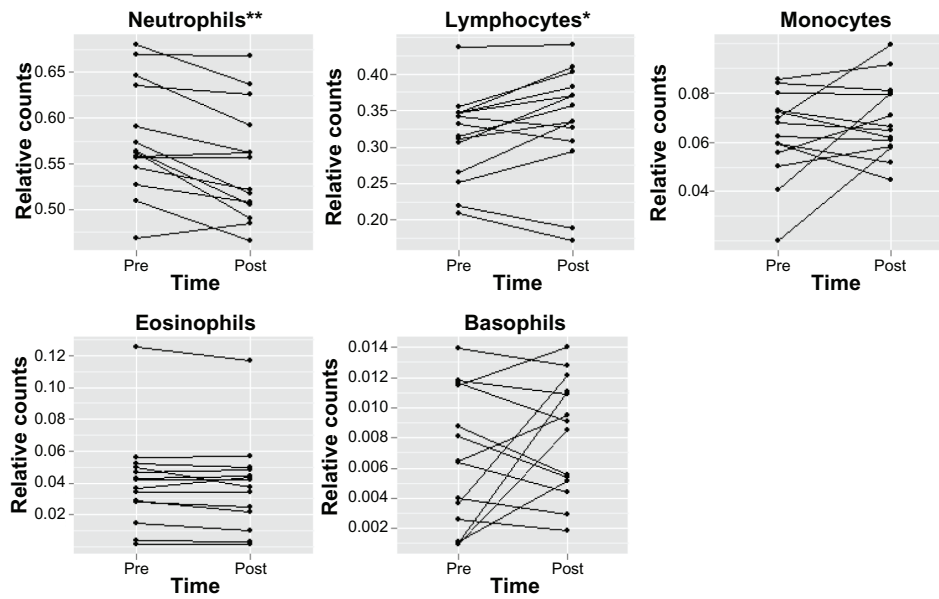 Neutrophils**
Relative counts
0.65
0.60
0.55
0.50
Pre
Post
Time
Lymphocytes*
Relative counts
0.40
0.35
0.30
0.25
0.20
Pre
Post
Time
Monocytes
Relative counts
0.08
0.06
0.04
Pre
Post
Time
Eosinophils
Relative counts
0.12
0.10
0.08
0.06
0.04
0.02
Pre
Post
Time
Basophils
Relative counts
0.014
0.012
0.010
0.008
0.006
0.004
0.002
Pre
Post
Time